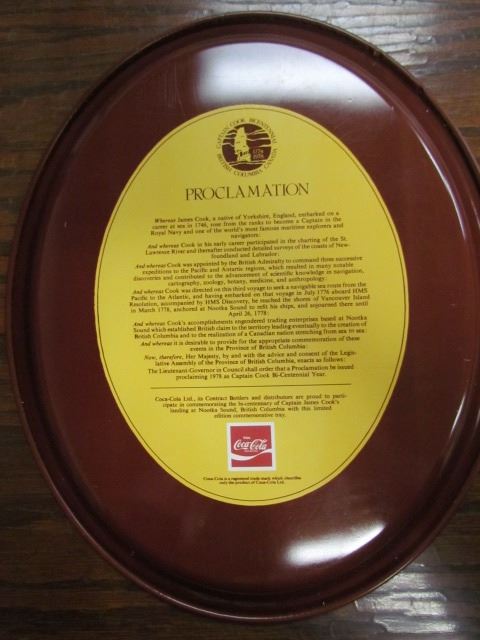 CAPTAIN COOK BICENTENNIAL
1778
1978
BRITISH COLUMBIA CANADA
PROCLAMATION
Whereas James Cook, a native of Yorkshire, England, embarked on a
career at sea in 1746, rose from the ranks to become a Captain in the
Royal Navy and one of the world's most famous maritime explorers and
navigators:
And whereas Cook in his early career participated in the charting of the St.
Lawrence River and thereafter conducted detailed surveys of the coasts of New-
foundland and Labrador:
And whereas Cook was appointed by the British Admiralty to command three successive
expeditions to the Pacific and Antartic regions, which resulted in many notable
discoveries and contributed to the advancement of scientific knowledge in navigation,
cartography, zoology, botany, medicine, and anthropology:
And whereas Cook was directed on this third voyage to seek a navigable sea route from the
Pacific to the Atlantic, and having embarked on that voyage in July 1776 aboard HMS
Resolution, accompanied by HMS Discovery, he reached the shores of Vancouver Island
in March 1778, anchored at Nootka Sound to refit his ships, and sojourned there until
April 26, 1778:
And whereas Cook's accomplishments engendered trading enterprises based at Nootka
Sound which established British claim to the territory leading eventually to the creation of
British Columbia and to the realization of a Canadian nation stretching from sea to sea:
And whereas it is desirable to provide for the appropriate commemoration of these
events in the Province of British Columbia:
Now, therefore, Her Majesty, by and with the advice and consent of the Legis-
lative Assembly of the Province of British Columbia, enacts as follows:
The Lieutenant-Governor in Council shall order that a Proclamation be issued
proclaiming 1978 as Captain Cook Bi-Centennial Year.
Coca-Cola Ltd., its Contract Bottlers and distributors are proud to parti-
cipate in commemorating the bi-centenary of Captain James Cook's
landing at Nootka Sound, British Columbia with this limited
edition commemorative tray.
Coca-Cola
Coca-Cola is a registered trade mark which identifies
only the product of Coca-Cola Ltd.